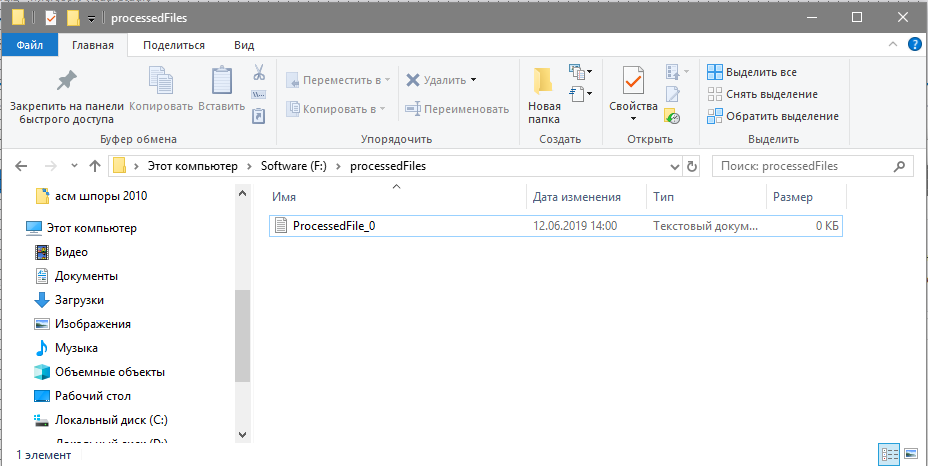 processedFiles
Файл Главная Поделиться Вид
Закрепить на панели быстрого доступа
Копировать
Вставить
Буфер обмена
Переместить в
Копировать в
Удалить
Переименовать
Упорядочить
Новая папка
Создать
Свойства
Открыть
Выделить все
Снять выделение
Обратить выделение
Выделить
Этот компьютер Software (F:) processedFiles
Поиск: processedFiles
асм шпоры 2010
Этот компьютер
Видео
Документы
Загрузки
Изображения
Музыка
Объемные объекты
Рабочий стол
Локальный диск (C:)
Локальный диск (D:)
Имя Дата изменения Тип Размер
ProcessedFile_0 12.06.2019 14:00 Текстовый докум... 0 КБ
1 элемент